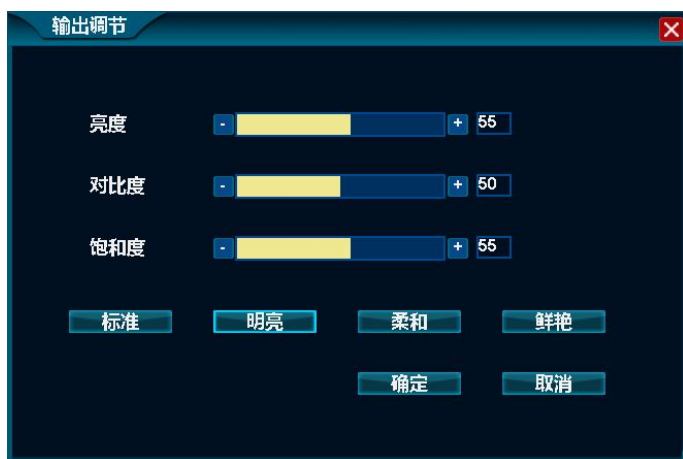 输出调节
亮度 - + 55
对比度 - + 50
饱和度 - + 55
标准 明亮 柔和 鲜艳
确定 取消